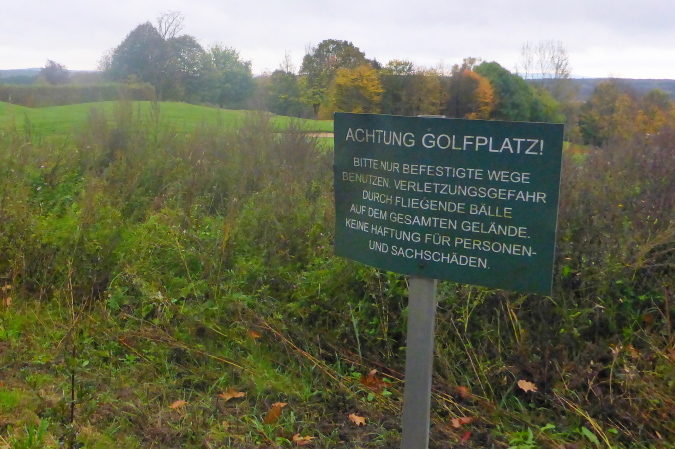 ACHTUNG GOLFPLATZ!
BITTE NUR BEFESTIGTE WEGE
BENUTZEN. VERLETZUNGSGEFAHR
DURCH FLIEGENDE BÄLLE
AUF DEM GESAMTEN GELÄNDE.
KEINE HAFTUNG FÜR PERSONEN-
UND SACHSCHÄDEN.